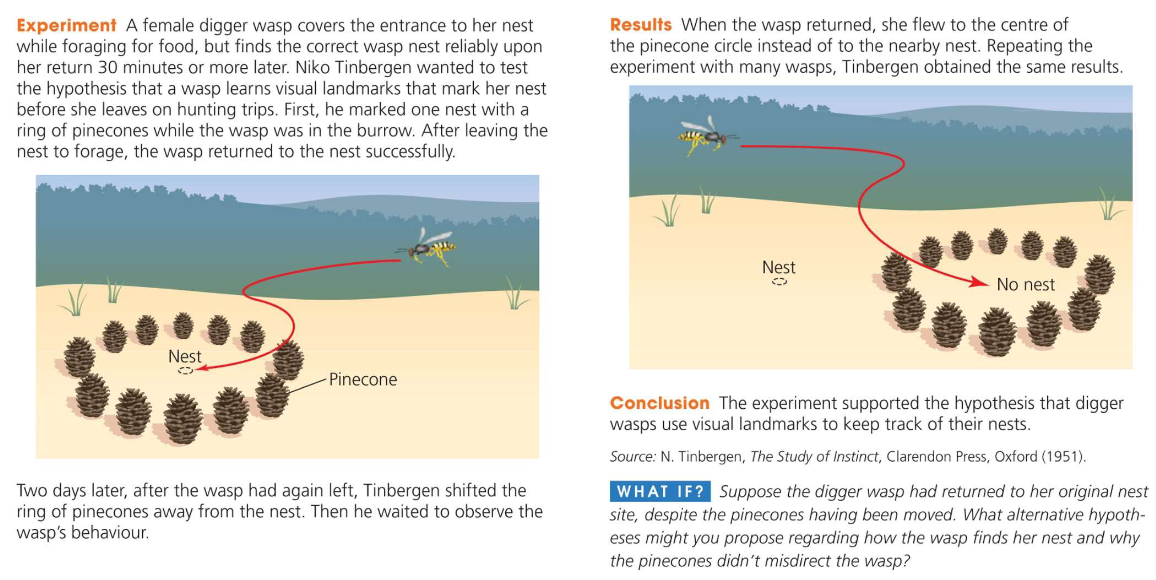 Experiment A female digger wasp covers the entrance to her nest
while foraging for food, but finds the correct wasp nest reliably upon
her return 30 minutes or more later. Niko Tinbergen wanted to test
the hypothesis that a wasp learns visual landmarks that mark her nest
before she leaves on hunting trips. First, he marked one nest with a
ring of pinecones while the wasp was in the burrow. After leaving the
nest to forage, the wasp returned to the nest successfully.
Nest
Pinecone
Two days later, after the wasp had again left, Tinbergen shifted the
ring of pinecones away from the nest. Then he waited to observe the
wasp's behaviour.
Results When the wasp returned, she flew to the centre of
the pinecone circle instead of to the nearby nest. Repeating the
experiment with many wasps, Tinbergen obtained the same results.
Nest
No nest
Conclusion The experiment supported the hypothesis that digger
wasps use visual landmarks to keep track of their nests.
Source: N. Tinbergen, The Study of Instinct, Clarendon Press, Oxford (1951).
WHAT IF? Suppose the digger wasp had returned to her original nest
site, despite the pinecones having been moved. What alternative hypoth-
eses might you propose regarding how the wasp finds her nest and why
the pinecones didn't misdirect the wasp?